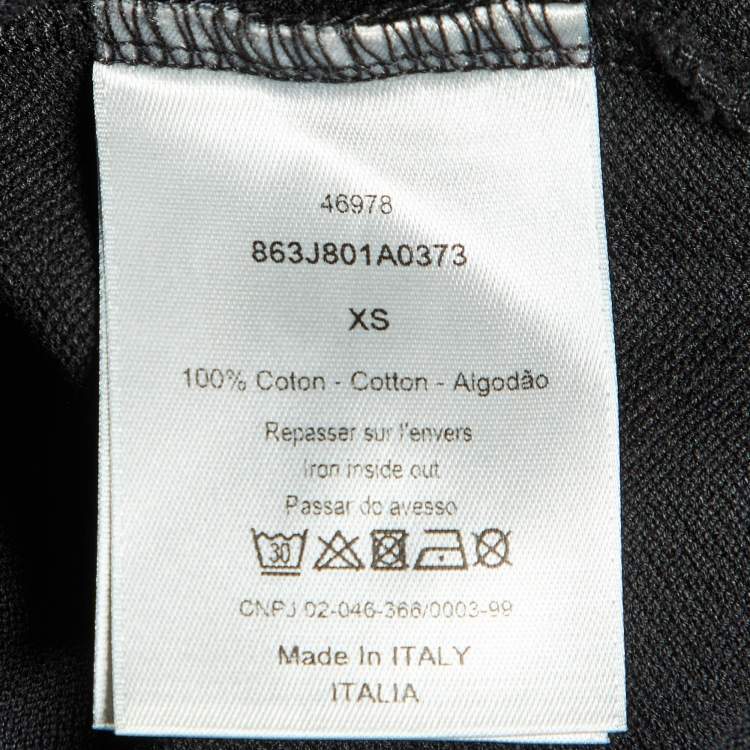 46978
863J801A0373
XS
100% Coton - Cotton - Algodão
Repasser sur l'envers
Iron inside out
Passar do avesso
30
CNPJ 02-046-366/0003-99
Made In ITALY
ITALIA